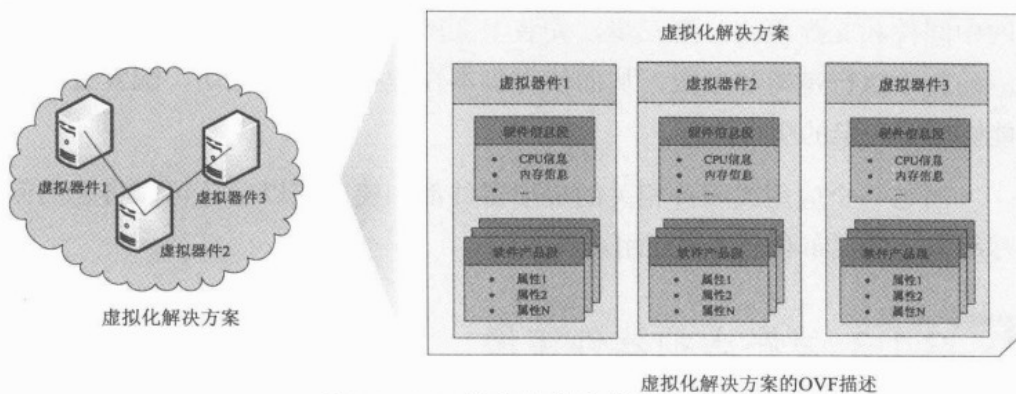 虚拟器件1
虚拟器件3
虚拟器件2
虚拟化解决方案
虚拟化解决方案
虚拟器件1
硬件信息段
• CPU信息
• 内存信息
• ...
软件产品段
• 属性1
• 属性2
• 属性N
虚拟器件2
硬件信息段
• CPU信息
• 内存信息
• ...
软件产品段
• 属性1
• 属性2
• 属性N
虚拟器件3
硬件信息段
• CPU信息
• 内存信息
• ...
软件产品段
• 属性1
• 属性2
• 属性N
虚拟化解决方案的OVF描述